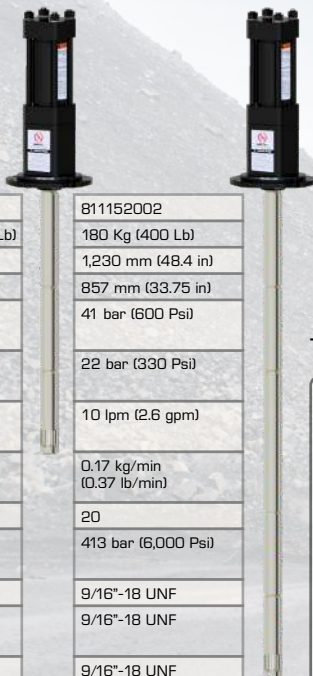 811152002
Lb)
180 Kg (400 Lb)
1,230 mm (48.4 in)
857 mm (33.75 in)
41 bar (600 Psi)
22 bar (330 Psi)
10 lpm (2.6 gpm)
0.17 kg/min
(0.37 lb/min)
20
413 bar (6,000 Psi)
9/16"-18 UNF
9/16"-18 UNF
9/16"-18 UNF